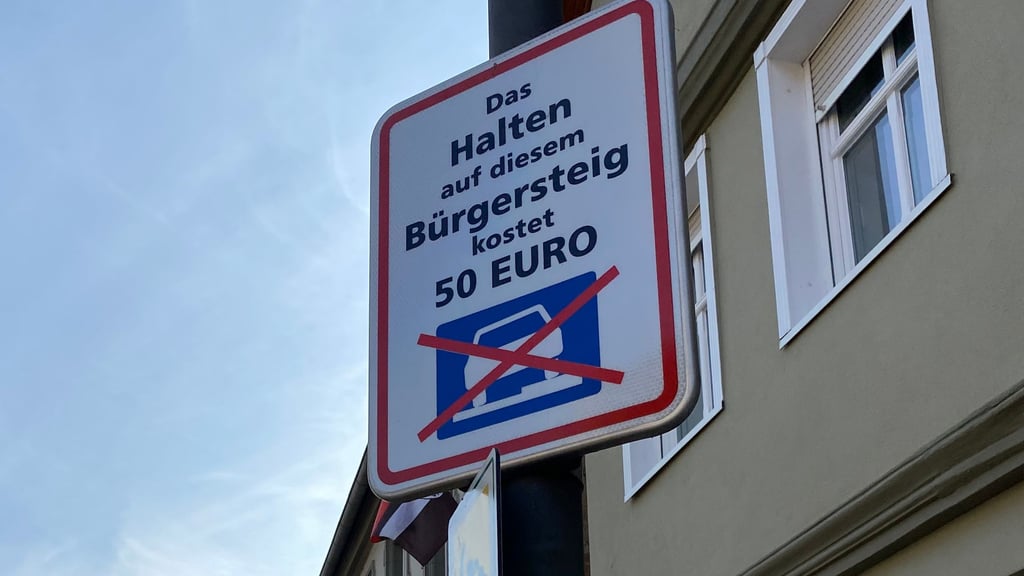 Das
Halten
auf diesem
Bürgersteig
kostet
50 EURO